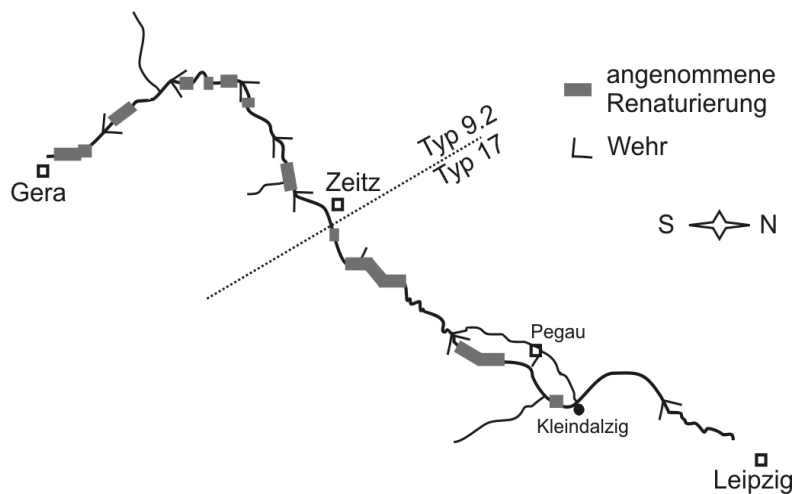 angenommene
Renaturierung
Wehr
S N
Typ 9.2
Typ 17
Gera
Zeitz
Pegau
Kleindalzig
Leipzig